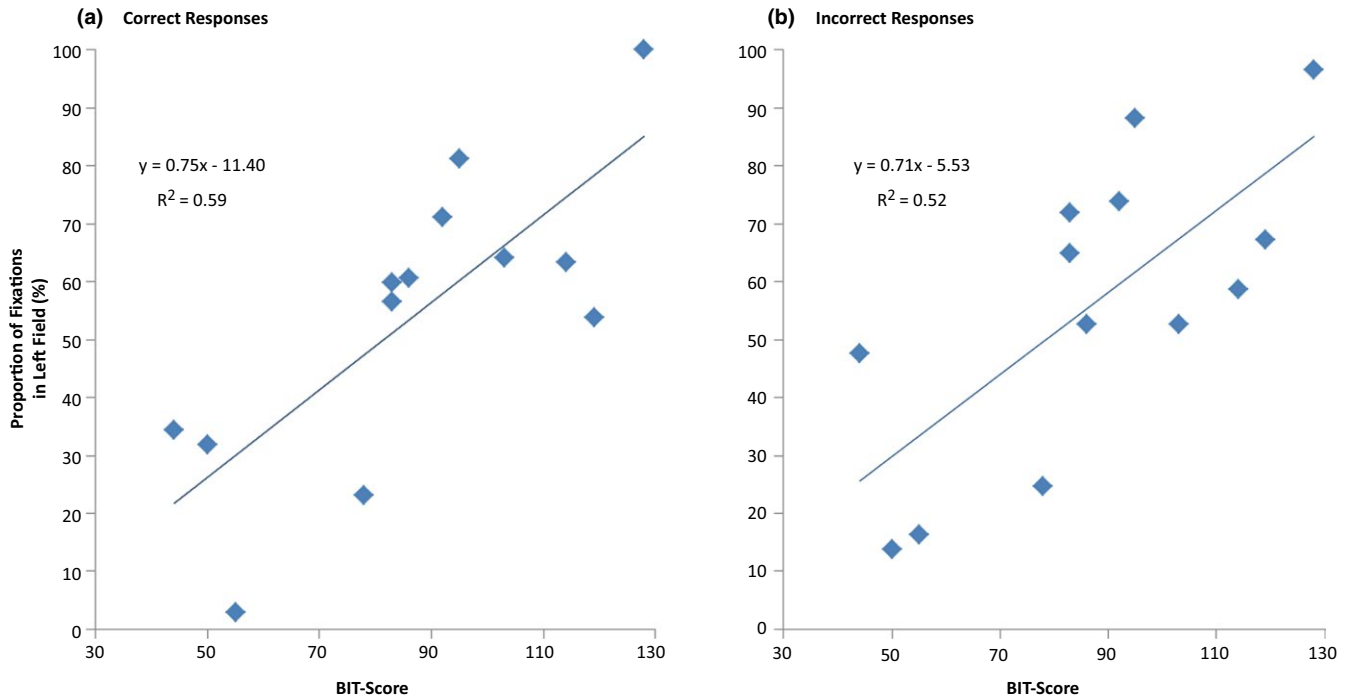 (a) Correct Responses
100
90
80
70
60
50
40
30
20
10
0
y = 0.75x - 11.40
R² = 0.59
Proportion of Fixations
in Left Field (%)
30 50 70 90 110 130
BIT-Score
(b) Incorrect Responses
100
90
80
70
60
50
40
30
20
10
0
y = 0.71x - 5.53
R² = 0.52
30 50 70 90 110 130
BIT-Score